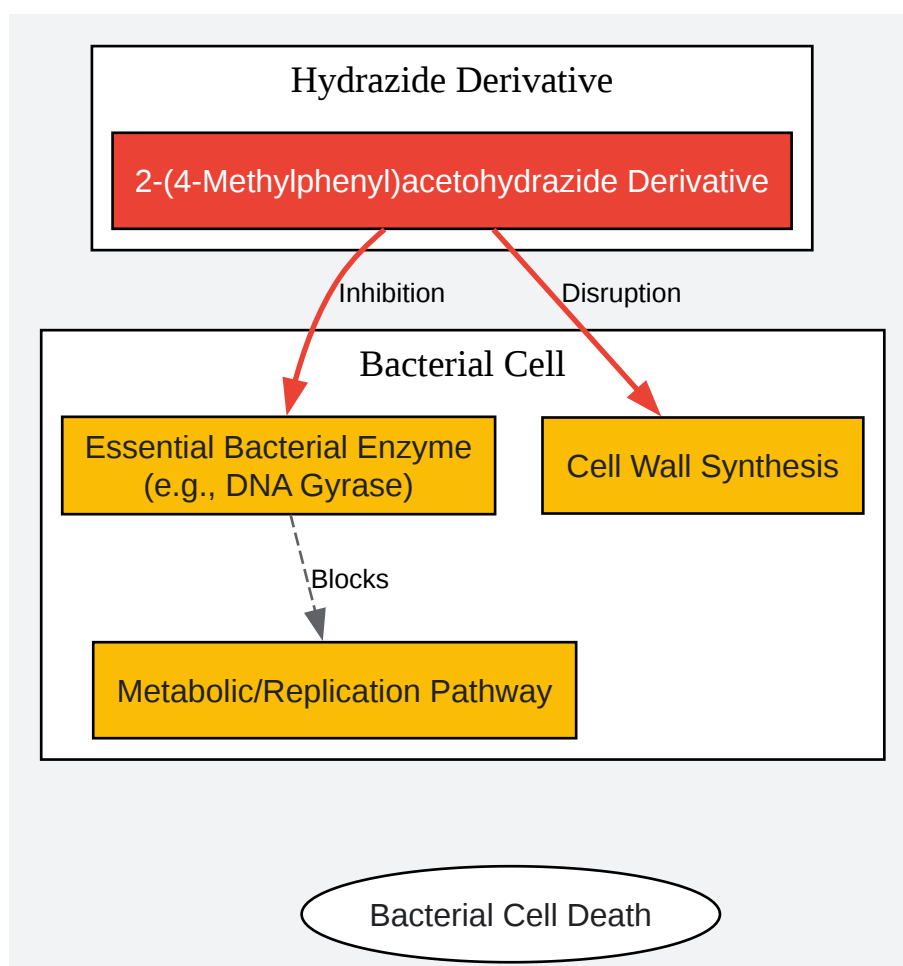 Hydrazide Derivative
2-(4-Methylphenyl)acetohydrazide Derivative
Inhibition
Disruption
Bacterial Cell
Essential Bacterial Enzyme
(e.g., DNA Gyrase)
Cell Wall Synthesis
Blocks
Metabolic/Replication Pathway
Bacterial Cell Death